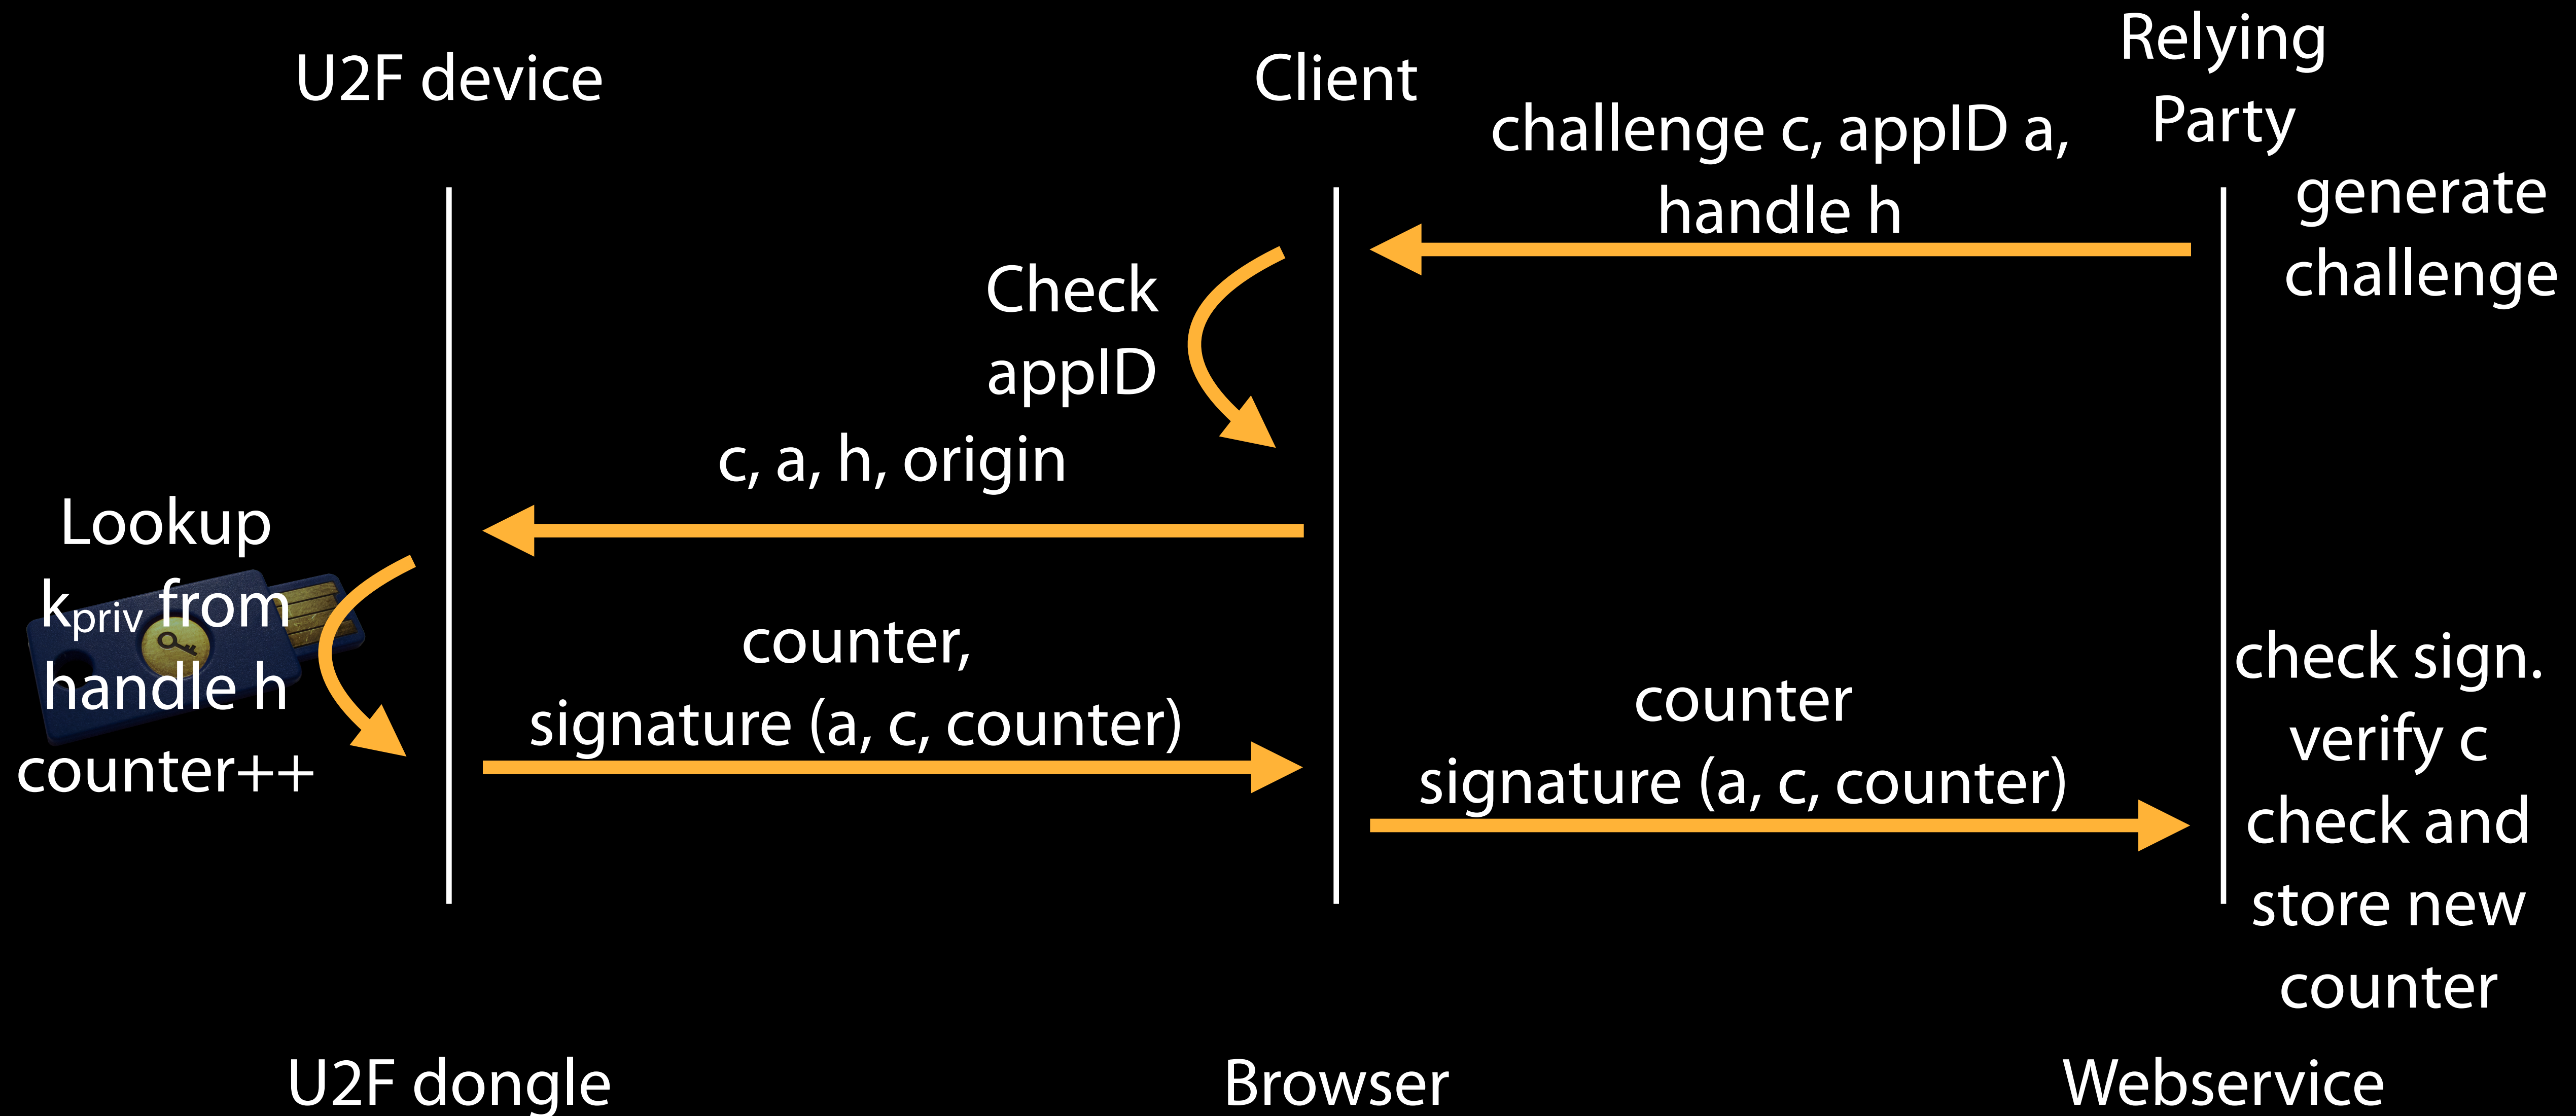 U2F device
Client
Relying
Party
challenge c, appID a,
handle h
generate
challenge
Check
appID
c, a, h, origin
Lookup
kpriv from
handle h
counter++
counter,
signature (a, c, counter)
counter
signature (a, c, counter)
check sign.
verify c
check and
store new
counter
U2F dongle
Browser
Webservice